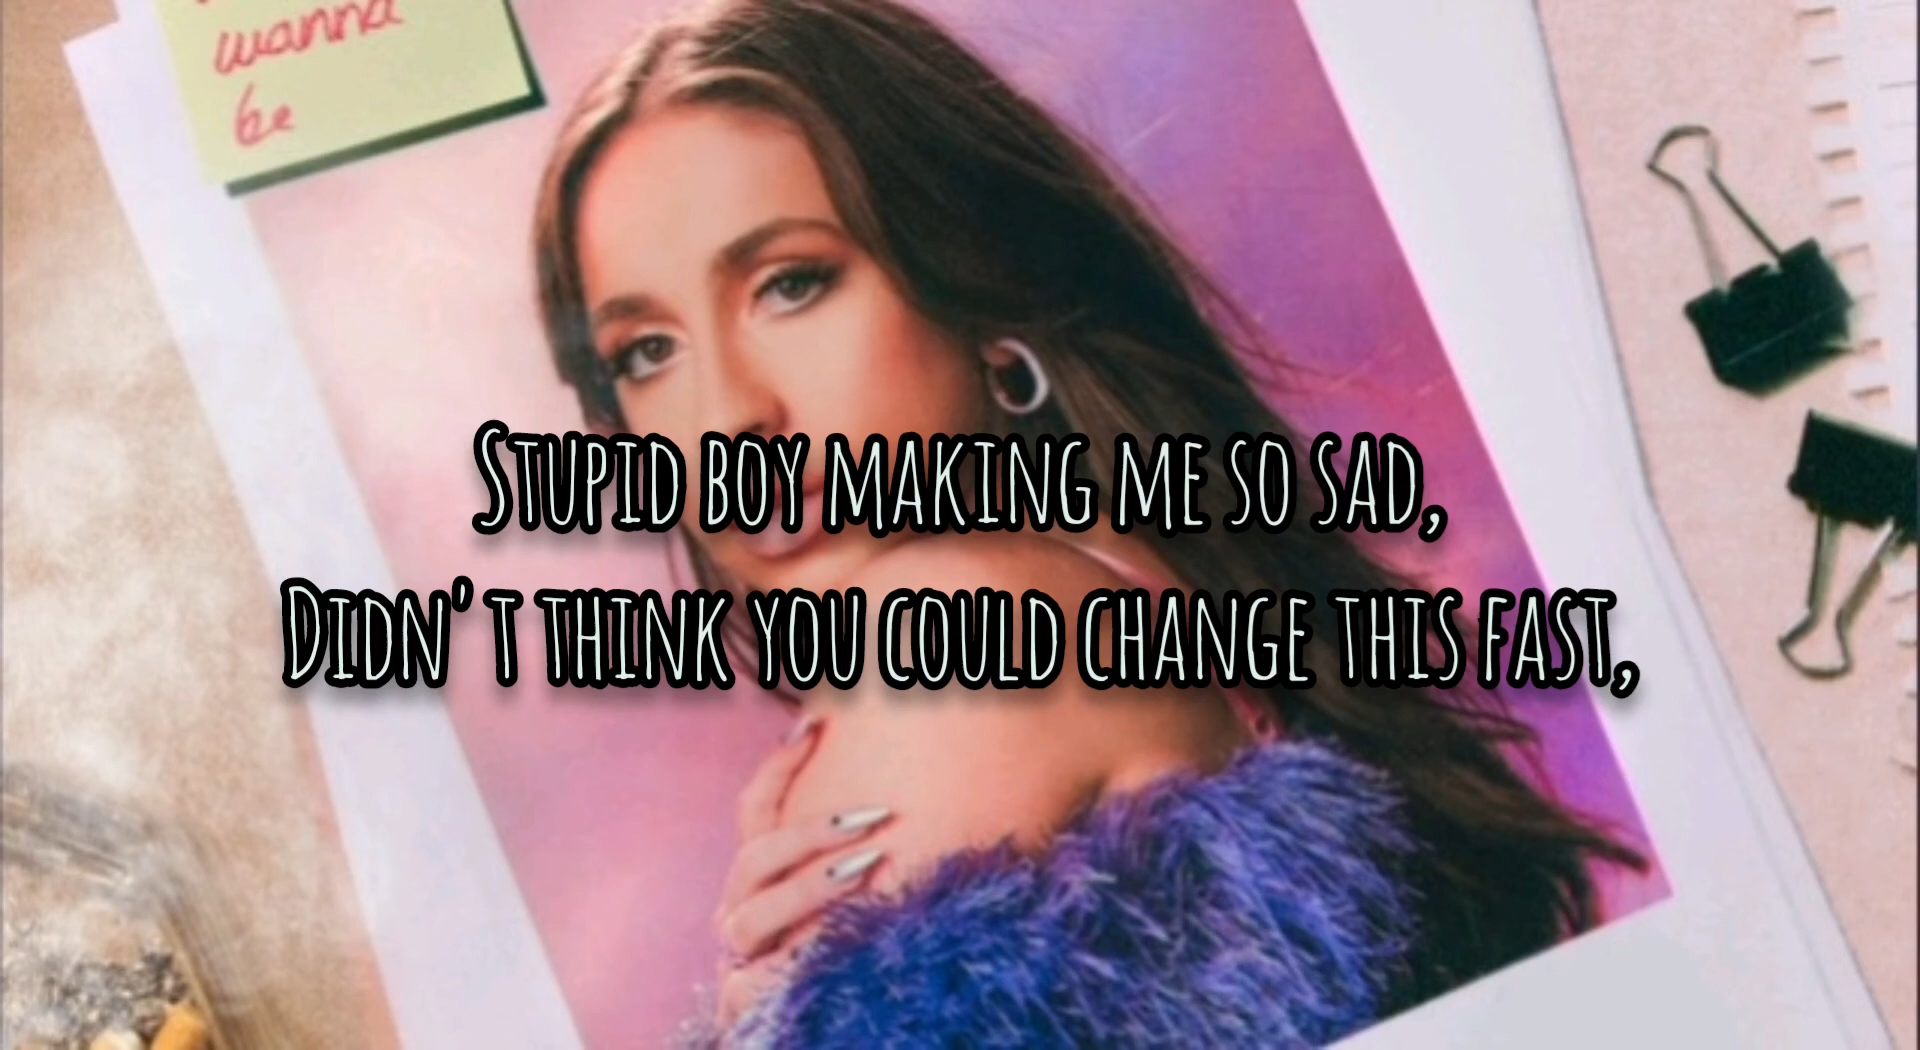 wanna
be
Stupid boy making me so sad,
Didn't think you could change this fast,